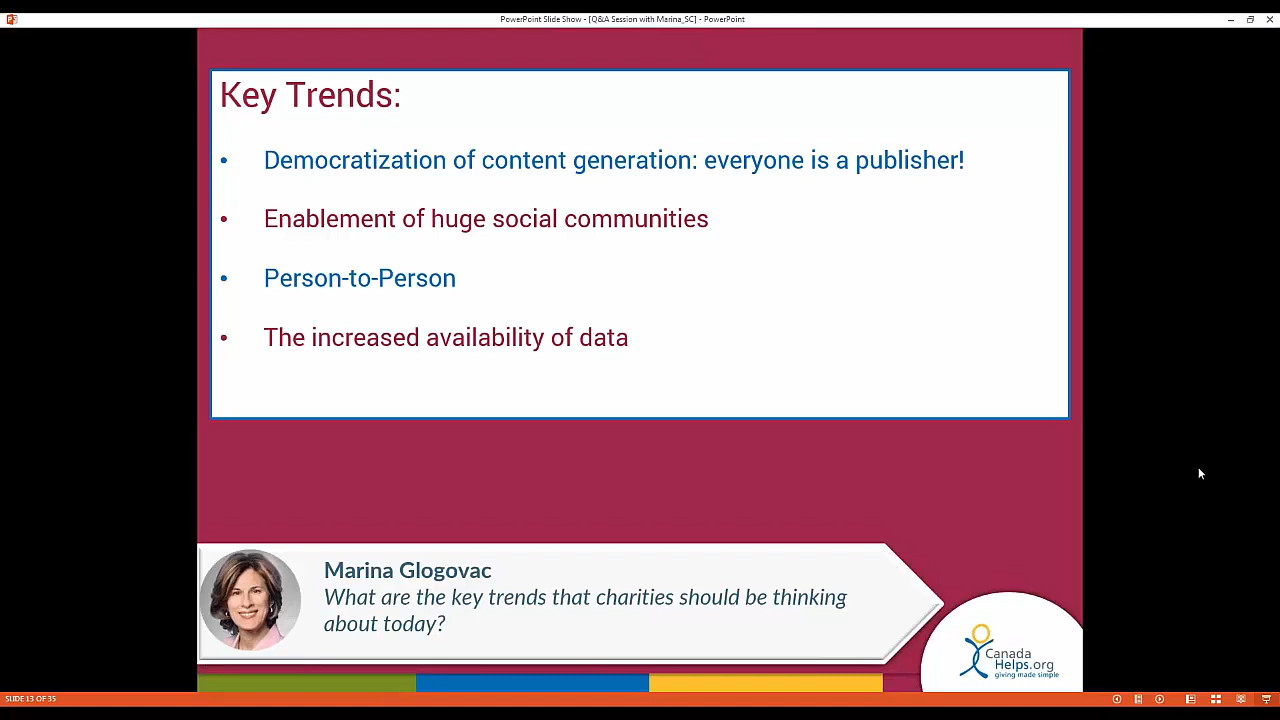 PowerPoint Slide Show - [Q&A Session with Marina_SC] - PowerPoint
Key Trends:
• Democratization of content generation: everyone is a publisher!
• Enablement of huge social communities
• Person-to-Person
• The increased availability of data
Marina Glogovac
What are the key trends that charities should be thinking
about today?
Canada
Helps.org
giving made simple
SLIDE 13 OF 35